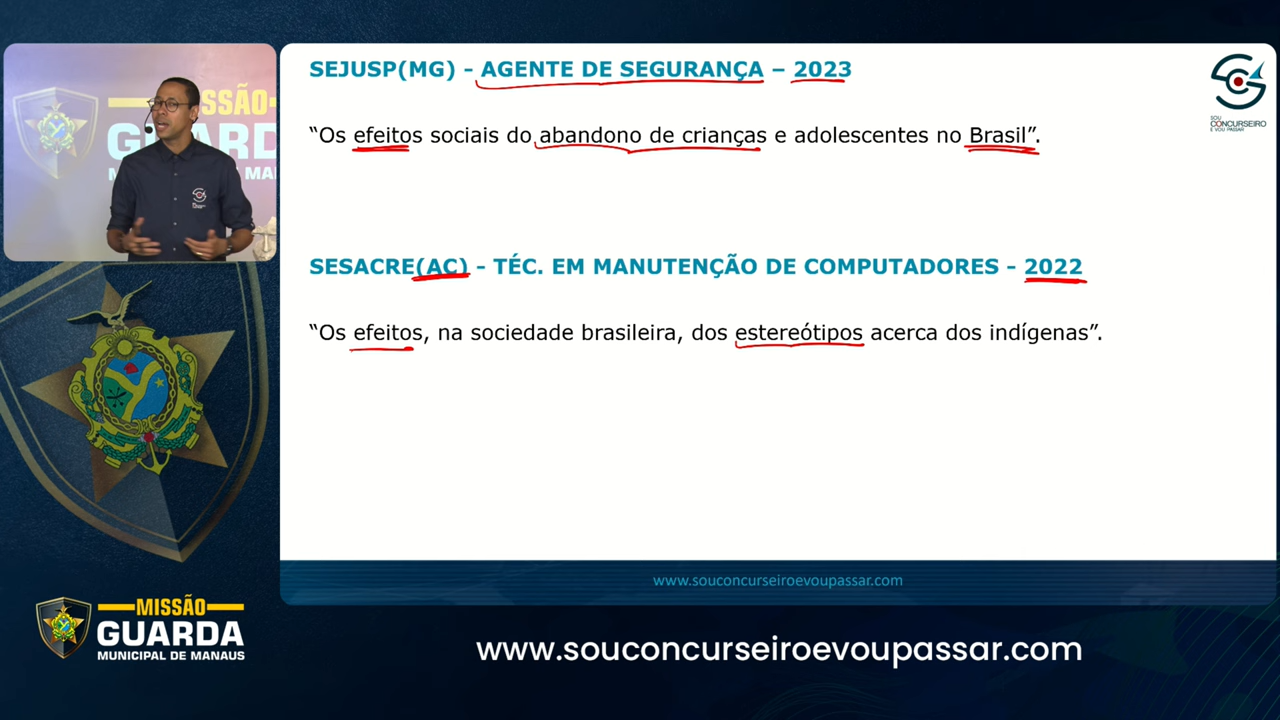 SEJUSP(MG) - AGENTE DE SEGURANÇA – 2023
“Os efeitos sociais do abandono de crianças e adolescentes no Brasil”.
SESACRE(AC) - TÉC. EM MANUTENÇÃO DE COMPUTADORES - 2022
“Os efeitos, na sociedade brasileira, dos estereótipos acerca dos indígenas”.
SOU
CONCURSEIRO
E VOU PASSAR
SSÃO
GUARD
www.souconcurseiroevoupassar.com
MISSÃO
GUARDA
MUNICIPAL DE MANAUS
www.souconcurseiroevoupassar.com